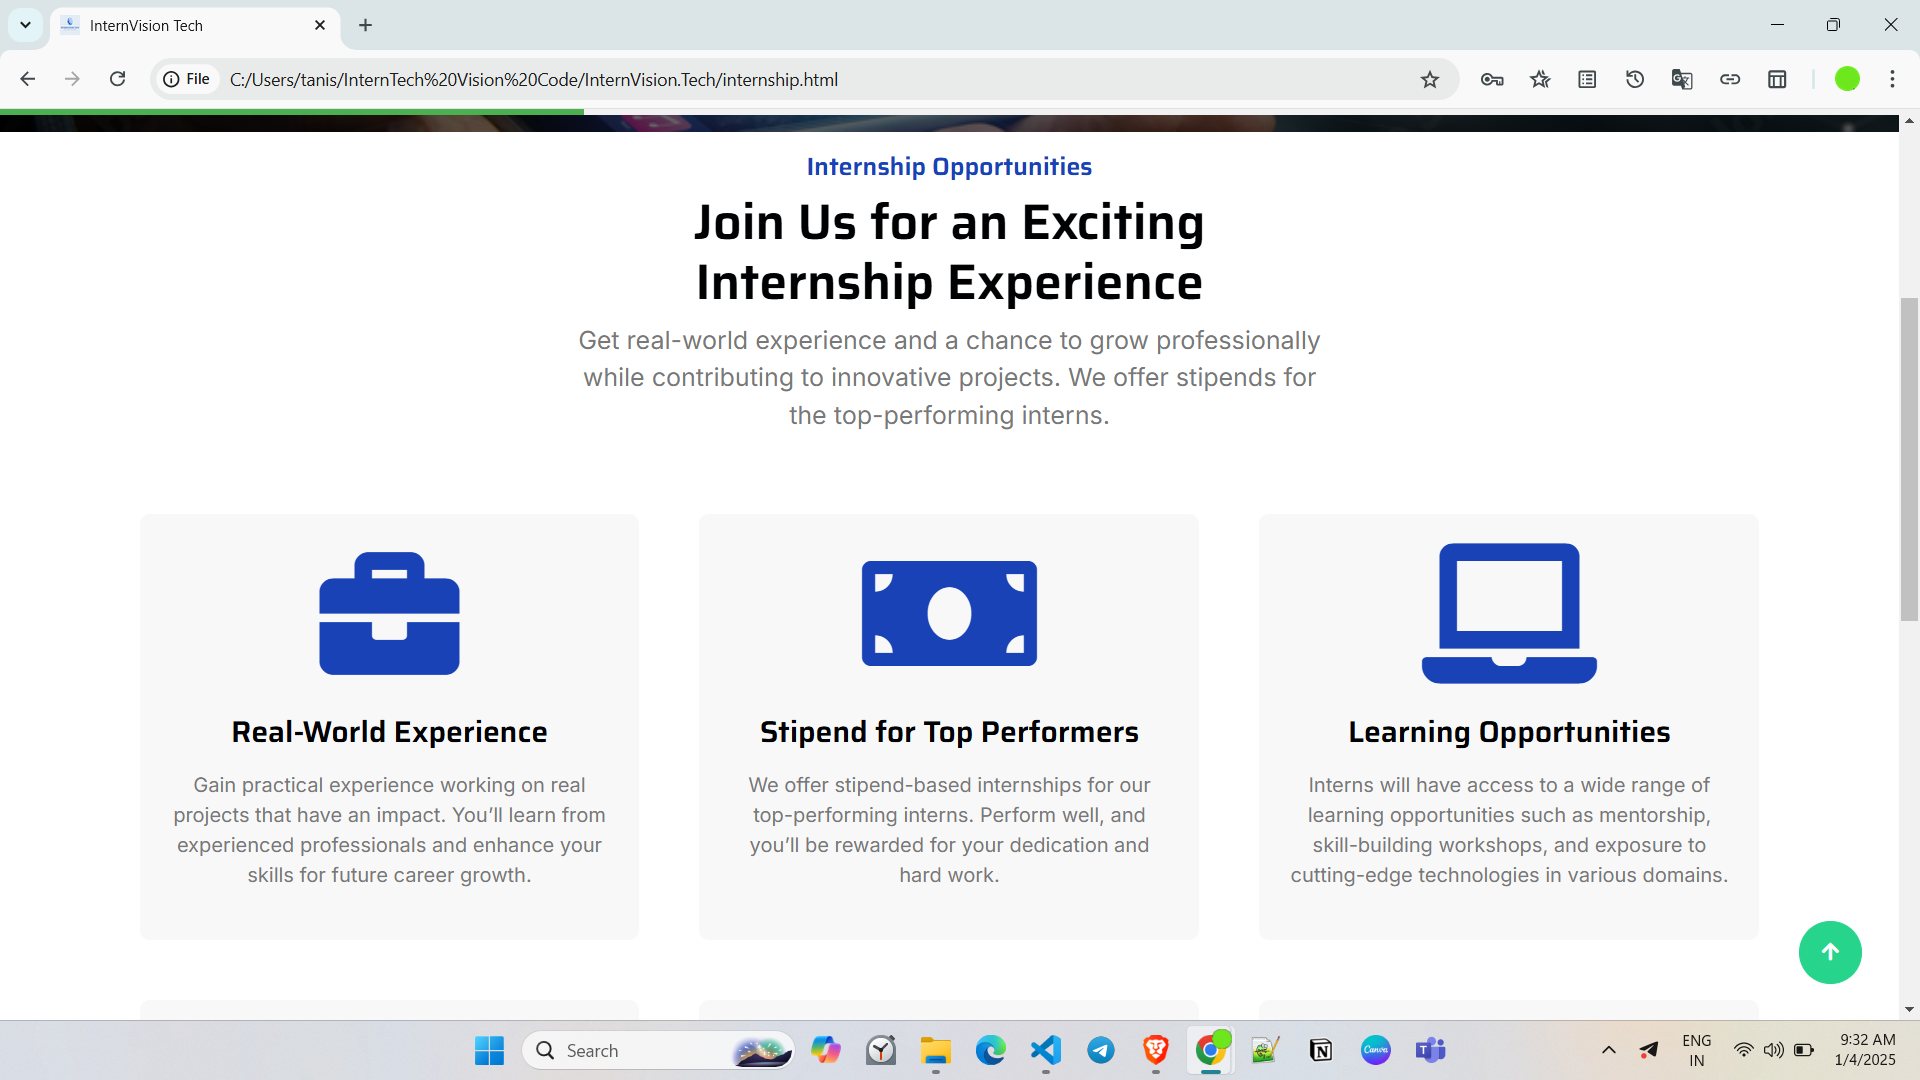 InternVision Tech
File
C:/Users/tanis/InternTech%20Vision%20Code/InternVision.Tech/internship.html
Internship Opportunities
Join Us for an Exciting
Internship Experience
Get real-world experience and a chance to grow professionally
while contributing to innovative projects. We offer stipends for
the top-performing interns.
Real-World Experience
Gain practical experience working on real
projects that have an impact. You’ll learn from
experienced professionals and enhance your
skills for future career growth.
Stipend for Top Performers
We offer stipend-based internships for our
top-performing interns. Perform well, and
you’ll be rewarded for your dedication and
hard work.
Learning Opportunities
Interns will have access to a wide range of
learning opportunities such as mentorship,
skill-building workshops, and exposure to
cutting-edge technologies in various domains.
Search
Canva
ENG
IN
9:32 AM
1/4/2025